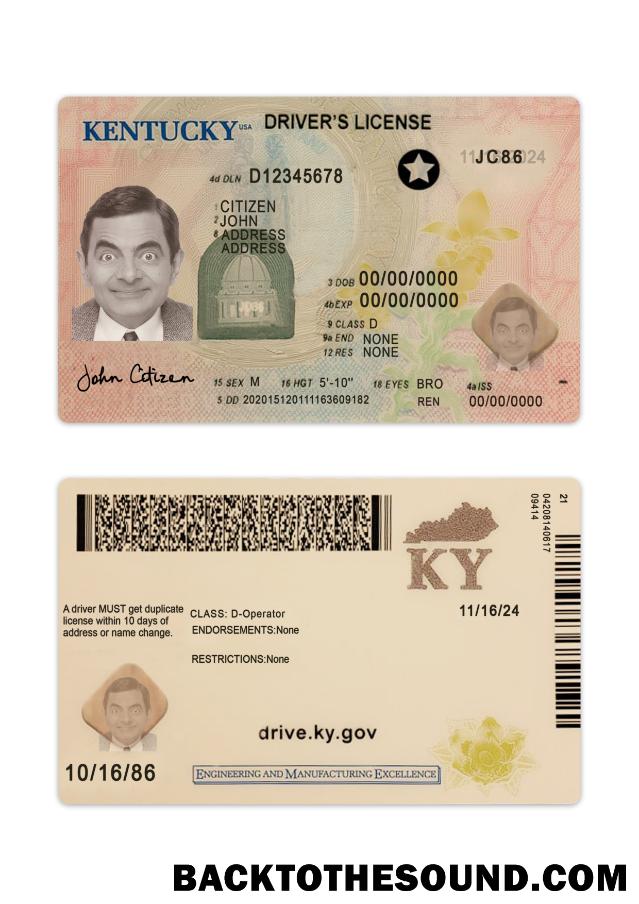 KENTUCKY USA DRIVER'S LICENSE
JC86
4d DLN D12345678
1 CITIZEN
2 JOHN
8 ADDRESS
ADDRESS
3 DOB 00/00/0000
4b EXP 00/00/0000
9 CLASS D
9a END NONE
12 RES NONE
John Citizen
15 SEX M 16 HGT 5'-10" 18 EYES BRO 4a ISS
5 DD 202015120111163609182 REN 00/00/0000
KY
21
04208140617
09414
A driver MUST get duplicate
license within 10 days of
address or name change.
CLASS: D-Operator
ENDORSEMENTS:None
RESTRICTIONS:None
11/16/24
drive.ky.gov
10/16/86
ENGINEERING AND MANUFACTURING EXCELLENCE
BACKTOTHESOUND.COM